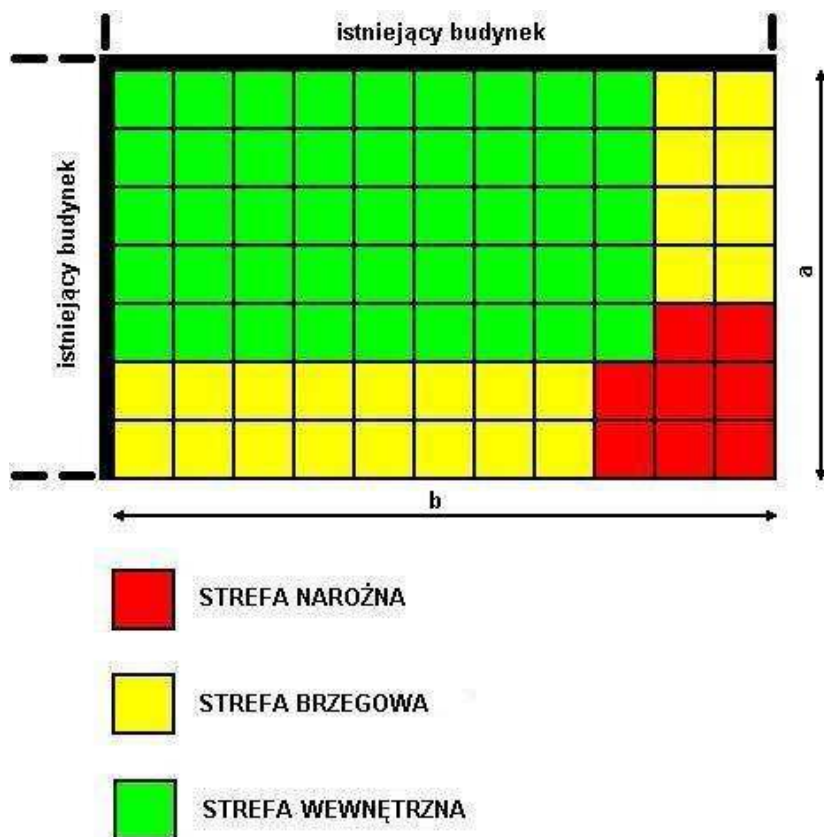 istniejący budynek
istniejący budynek
a
b
STREFA NAROŻNA
STREFA BRZEGOWA
STREFA WEWNĘTRZNA